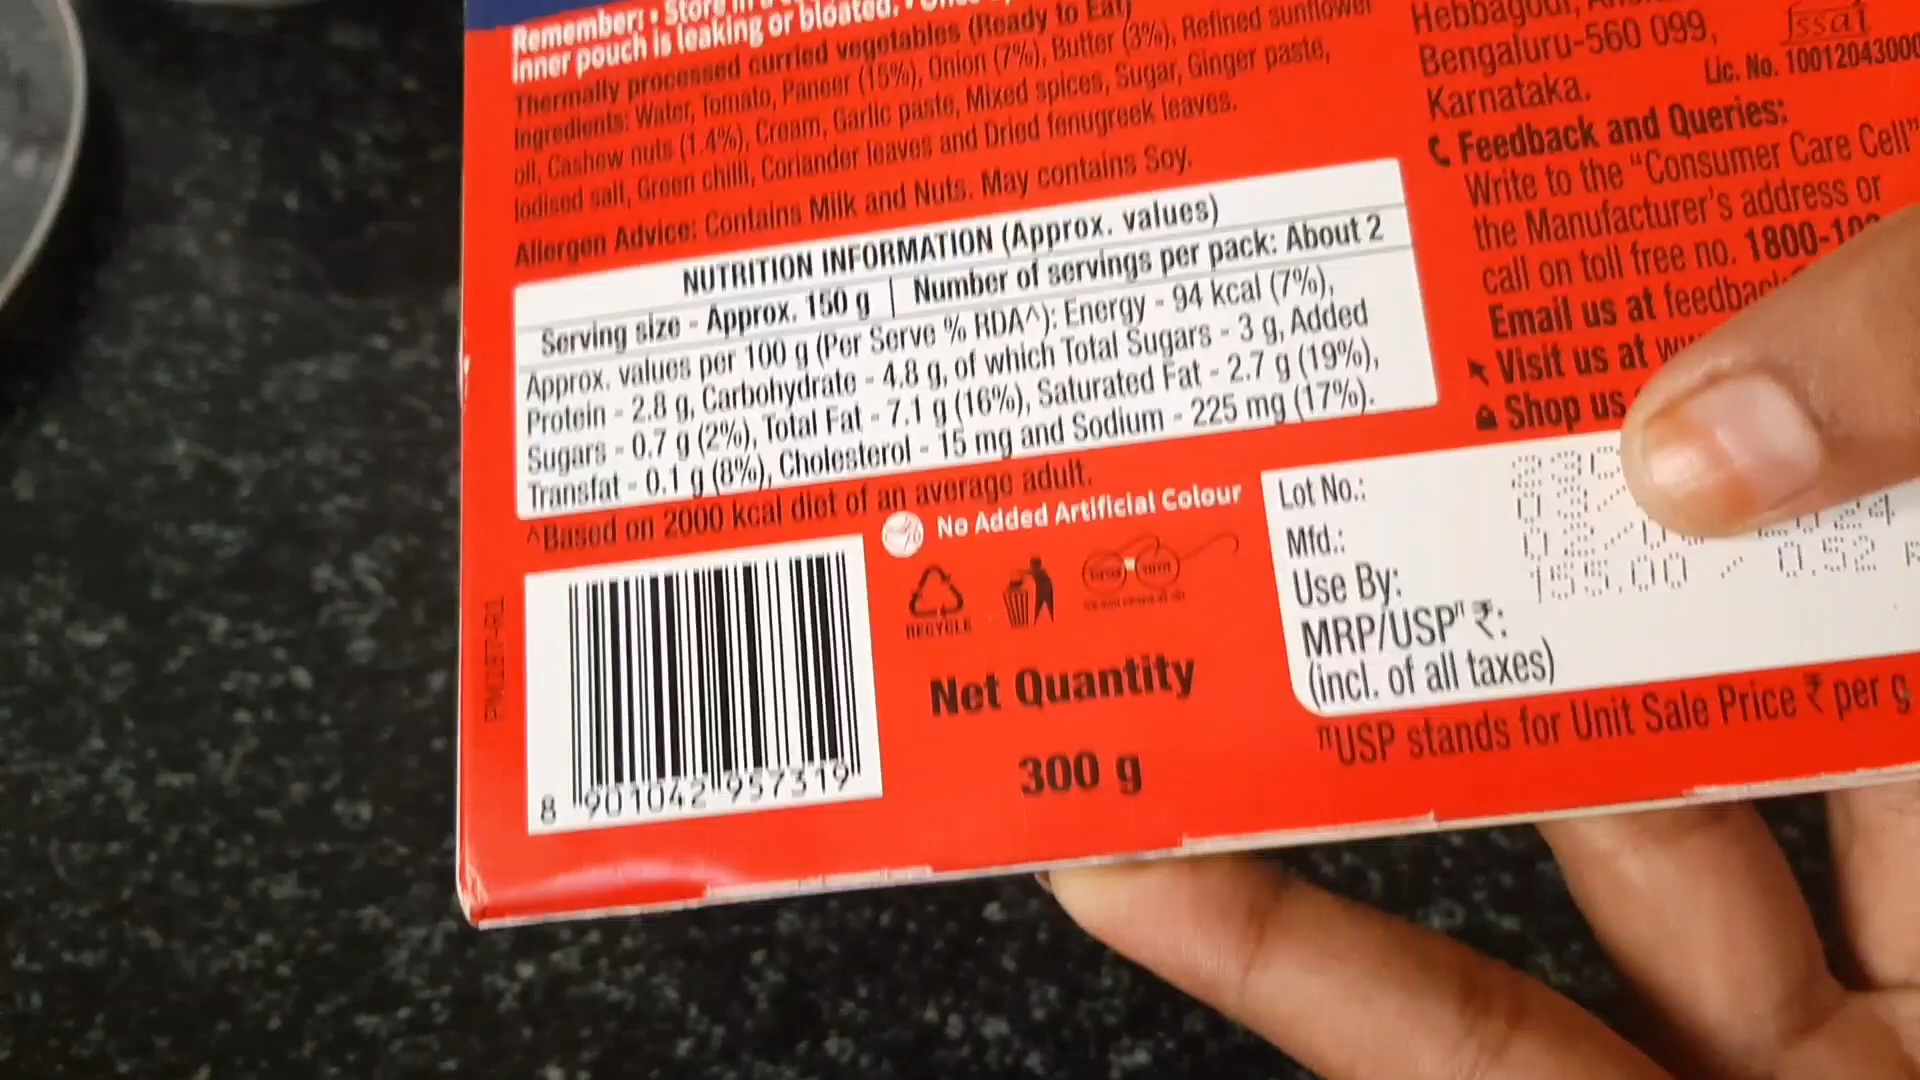 Remember: • Store in a
inner pouch is leaking or bloated. •
Thermally processed curried vegetables (Ready to Eat)
Ingredients: Water, Tomato, Paneer (15%), Onion (7%), Butter (3%), Refined sunflower
oil, Cashew nuts (1.4%), Cream, Garlic paste, Mixed spices, Sugar, Ginger paste,
Iodised salt, Green chilli, Coriander leaves and Dried fenugreek leaves.
Allergen Advice: Contains Milk and Nuts. May contains Soy.
NUTRITION INFORMATION (Approx. values)
Serving size - Approx. 150 g | Number of servings per pack: About 2
Approx. values per 100 g (Per Serve % RDA^): Energy - 94 kcal (7%),
Protein - 2.8 g, Carbohydrate - 4.8 g, of which Total Sugars - 3 g, Added
Sugars - 0.7 g (2%), Total Fat - 7.1 g (16%), Saturated Fat - 2.7 g (19%),
Transfat - 0.1 g (8%), Cholesterol - 15 mg and Sodium - 225 mg (17%).
^Based on 2000 kcal diet of an average adult.
No Added Artificial Colour
RECYCLE
Net Quantity
300 g
8 901042 957319
Hebbagodi,
Bengaluru-560 099,
Karnataka.
fssai
Lic. No. 10012043000
Feedback and Queries:
Write to the "Consumer Care Cell"
the Manufacturer's address or
call on toll free no. 1800-10
Email us at
Visit us at
Shop us
Lot No.:
Mfd.:
Use By:
MRP/USP" ₹: 155.00 / 0.52
(incl. of all taxes)
"USP stands for Unit Sale Price ₹ per g